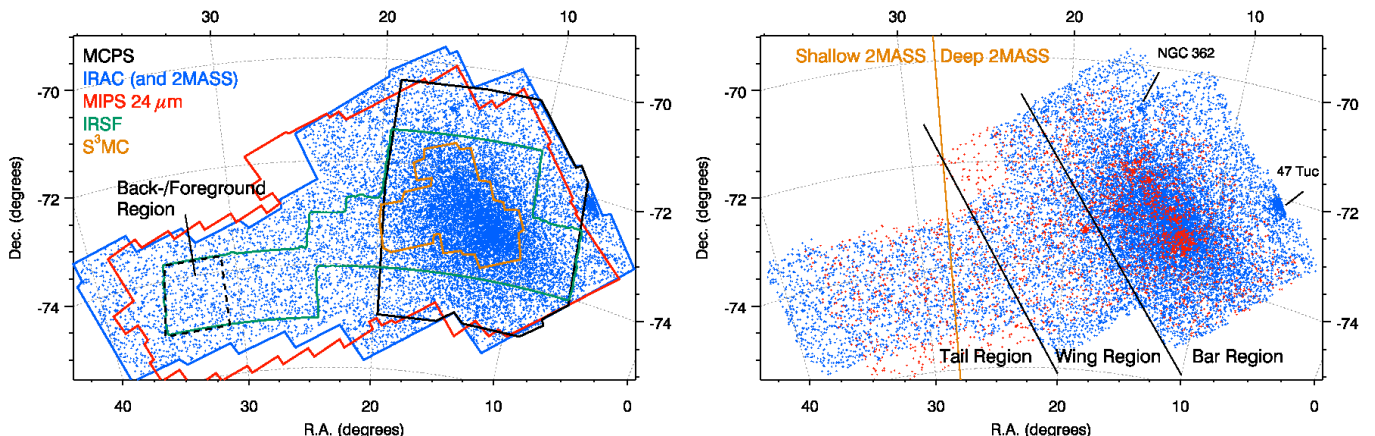 30
20
10
MCPS
IRAC (and 2MASS)
MIPS 24 μm
IRSF
S³MC
Back-/Foreground
Region
-70
-72
-74
-70
-72
-74
Dec. (degrees)
40
30
20
10
0
R.A. (degrees)
30
20
10
Shallow 2MASS
Deep 2MASS
NGC 362
47 Tuc
-70
-72
-74
-70
-72
-74
Dec. (degrees)
Tail Region
Wing Region
Bar Region
40
30
20
10
0
R.A. (degrees)